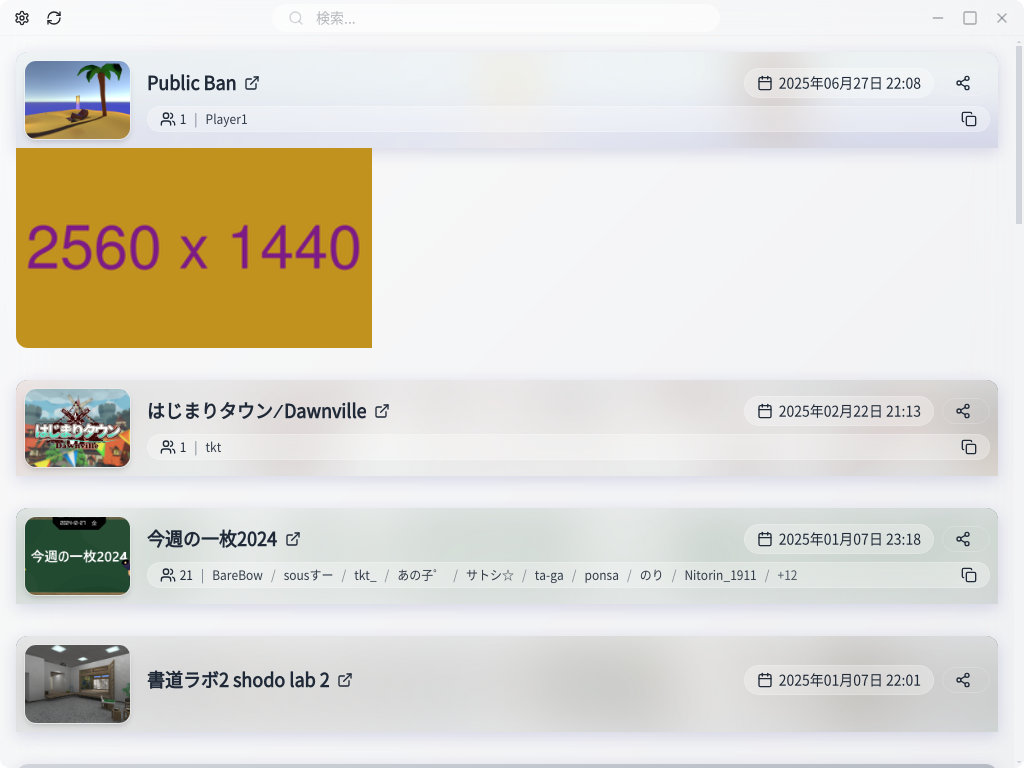 検索...
Public Ban
2025年06月27日 22:08
1 | Player1
2560 x 1440
はじまりタウン
Dawnville
はじまりタウン/Dawnville
2025年02月22日 21:13
1 | tkt
2024-12-27
今週の一枚2024
今週の一枚2024
2025年01月07日 23:18
21 | BareBow / sousすー / tkt_ / あの子゜ / サトシ☆ / ta-ga / ponsa / のり / Nitorin_1911 / +12
書道ラボ2 shodo lab 2
2025年01月07日 22:01